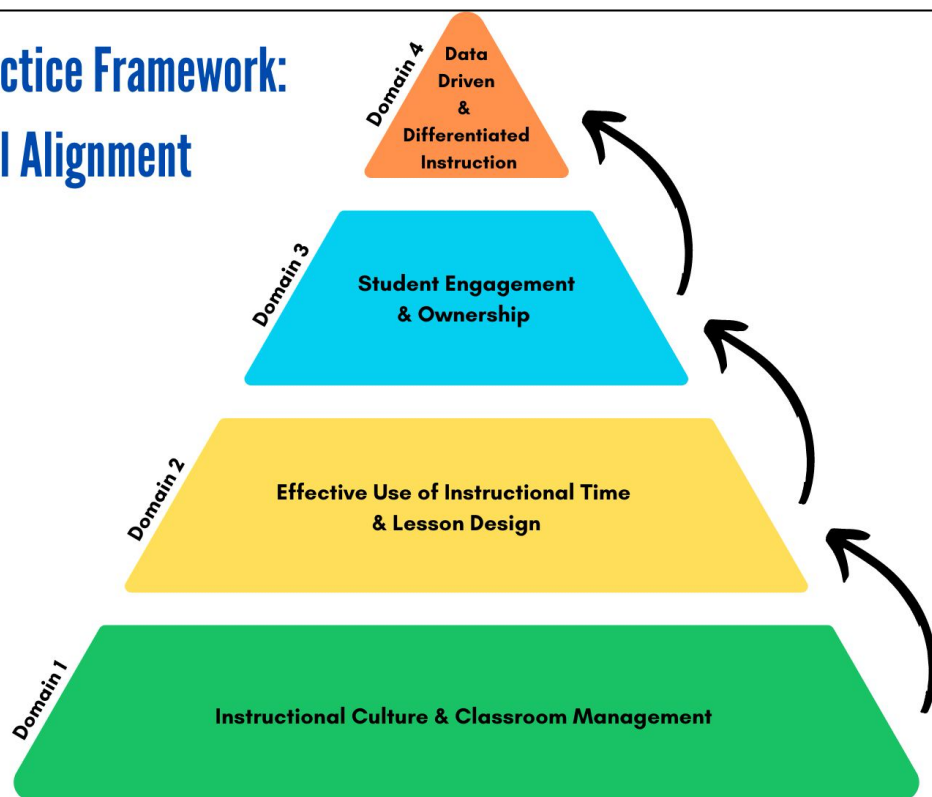 ctice Framework:
l Alignment
Domain 4
Data
Driven
&
Differentiated
Instruction
Domain 3
Student Engagement
& Ownership
Domain 2
Effective Use of Instructional Time
& Lesson Design
Domain 1
Instructional Culture & Classroom Management